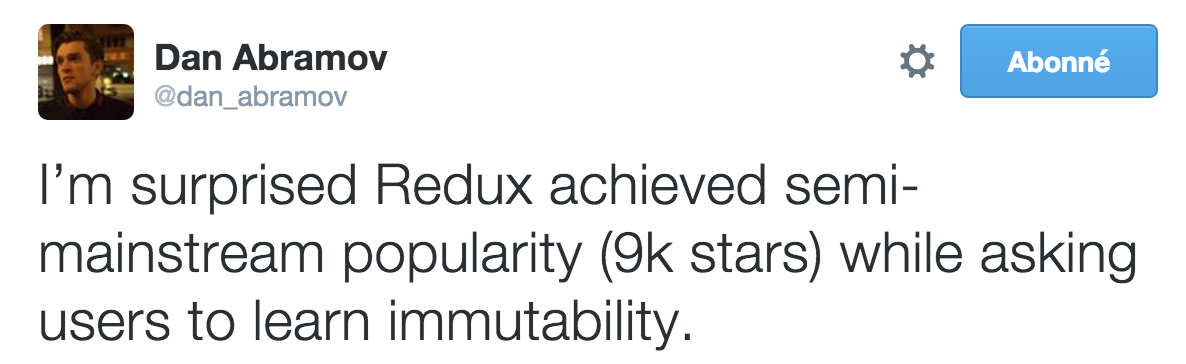 Dan Abramov
@dan_abramov
Abonné
I’m surprised Redux achieved semi-
mainstream popularity (9k stars) while asking
users to learn immutability.